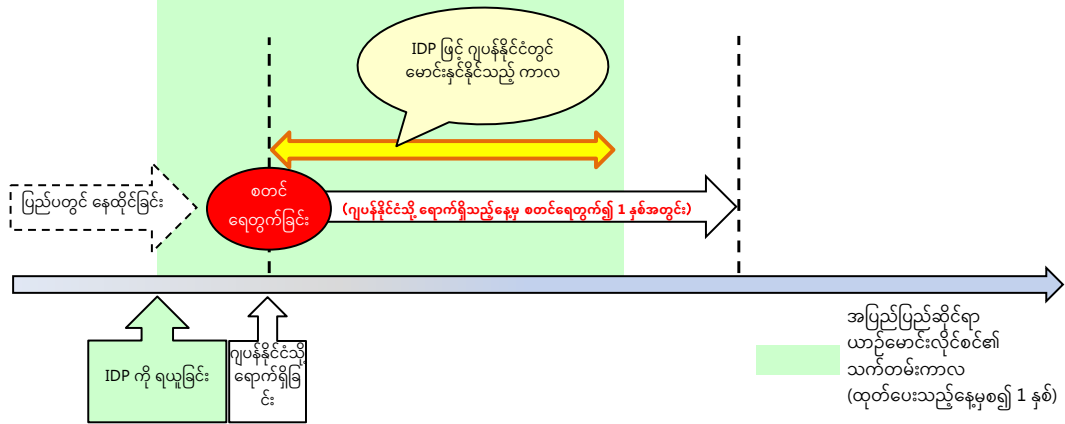 IDP ဖြင့် ဂျပန်နိုင်ငံတွင်
မောင်းနှင်နိုင်သည့် ကာလ
ပြည်ပတွင် နေထိုင်ခြင်း
စတင်
ရေတွက်ခြင်း
(ဂျပန်နိုင်ငံသို့ ရောက်ရှိသည့်နေ့မှ စတင်ရေတွက်၍ 1 နှစ်အတွင်း)
IDP ကို ရယူခြင်း
ဂျပန်နိုင်ငံသို့
ရောက်ရှိခြ
င်း
အပြည်ပြည်ဆိုင်ရာ
ယာဉ်မောင်းလိုင်စင်၏
သက်တမ်းကာလ
(ထုတ်ပေးသည့်နေ့မှစ၍ 1 နှစ်)